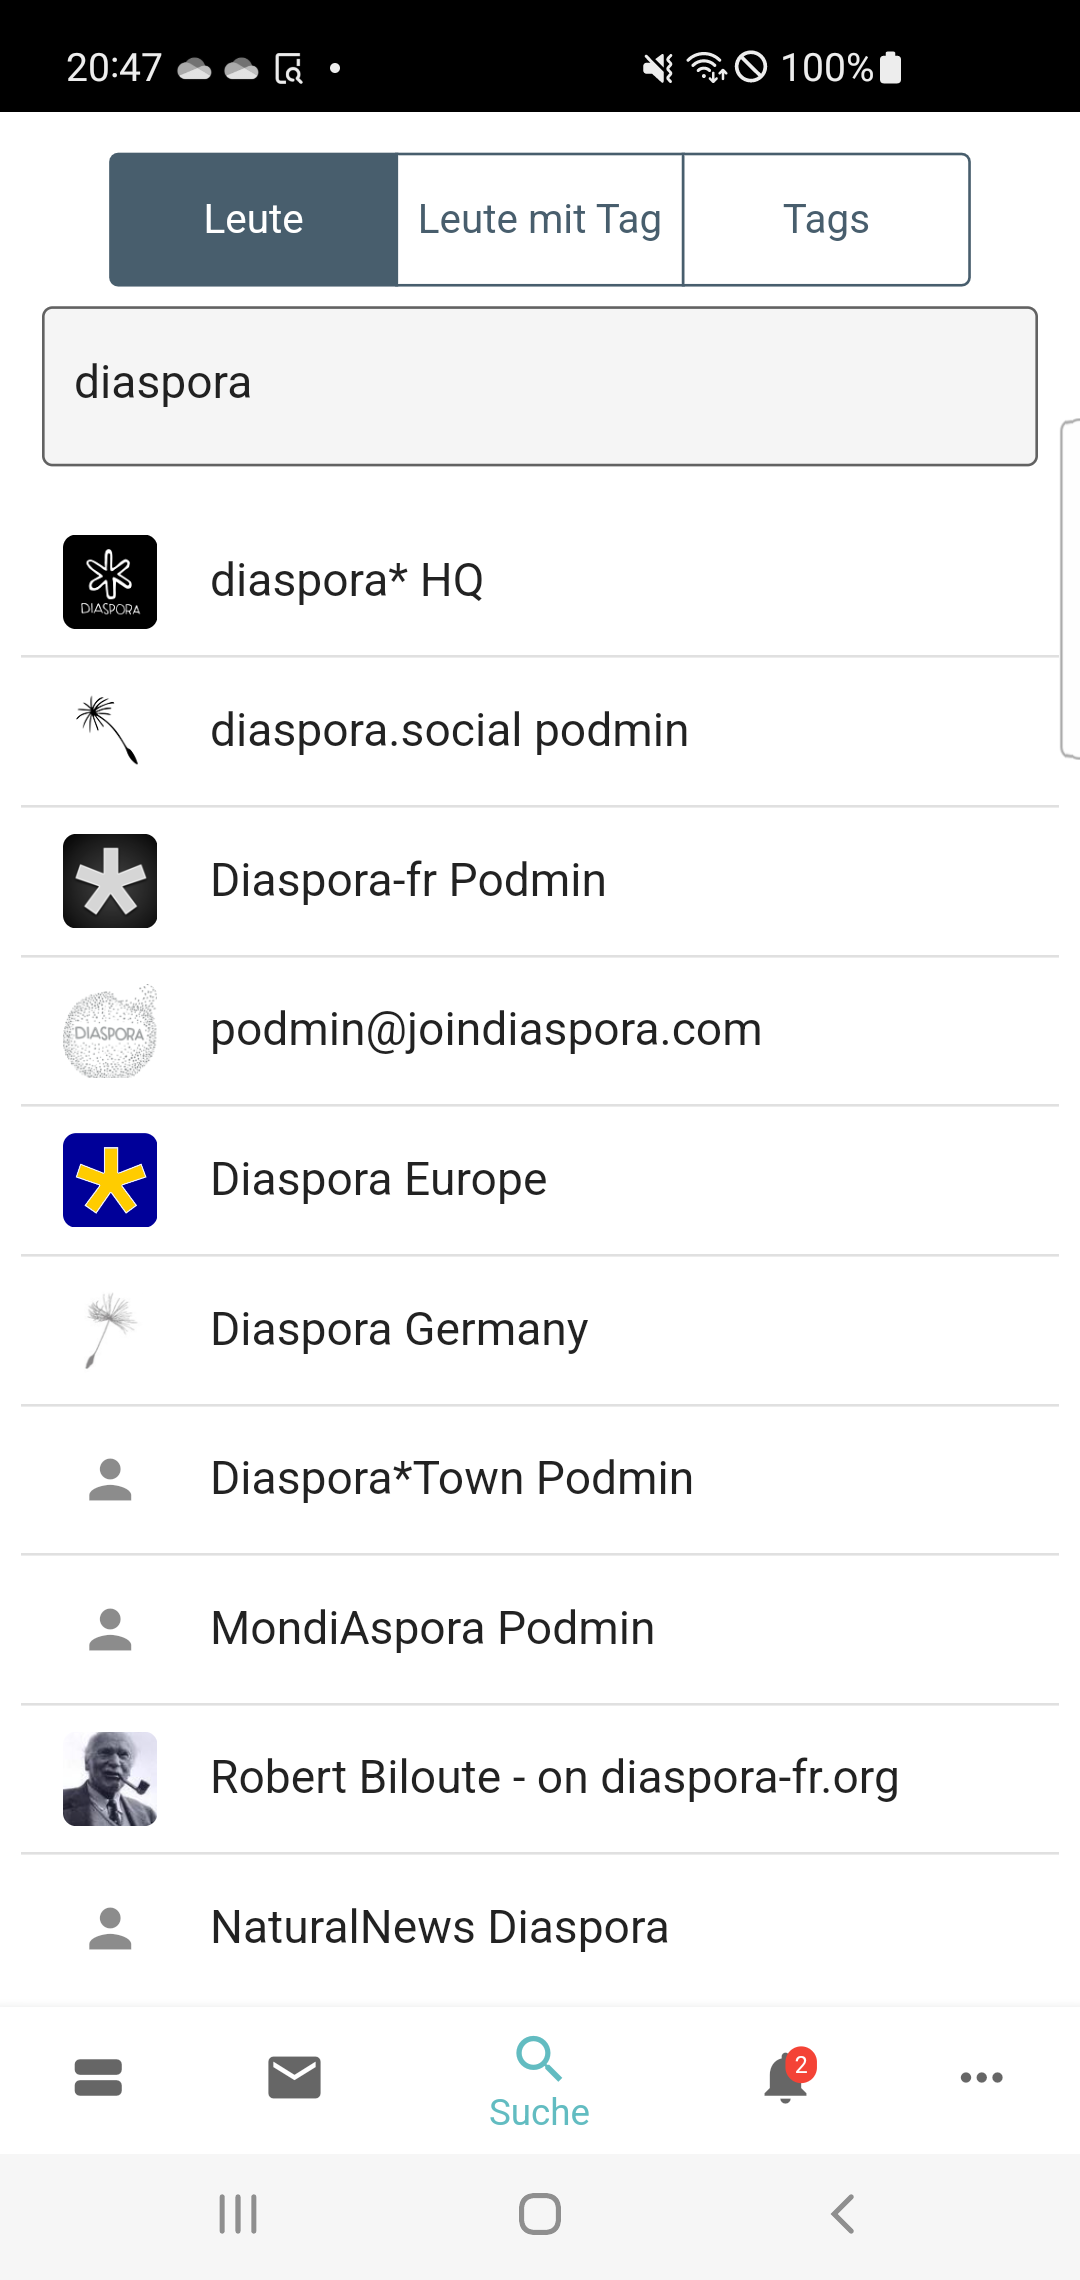 20:47
100%
Leute
Leute mit Tag
Tags
diaspora
DIASPORA
diaspora* HQ
diaspora.social podmin
Diaspora-fr Podmin
DIASPORA
podmin@joindiaspora.com
Diaspora Europe
Diaspora Germany
Diaspora*Town Podmin
MondiAspora Podmin
Robert Biloute - on diaspora-fr.org
NaturalNews Diaspora
2
Suche